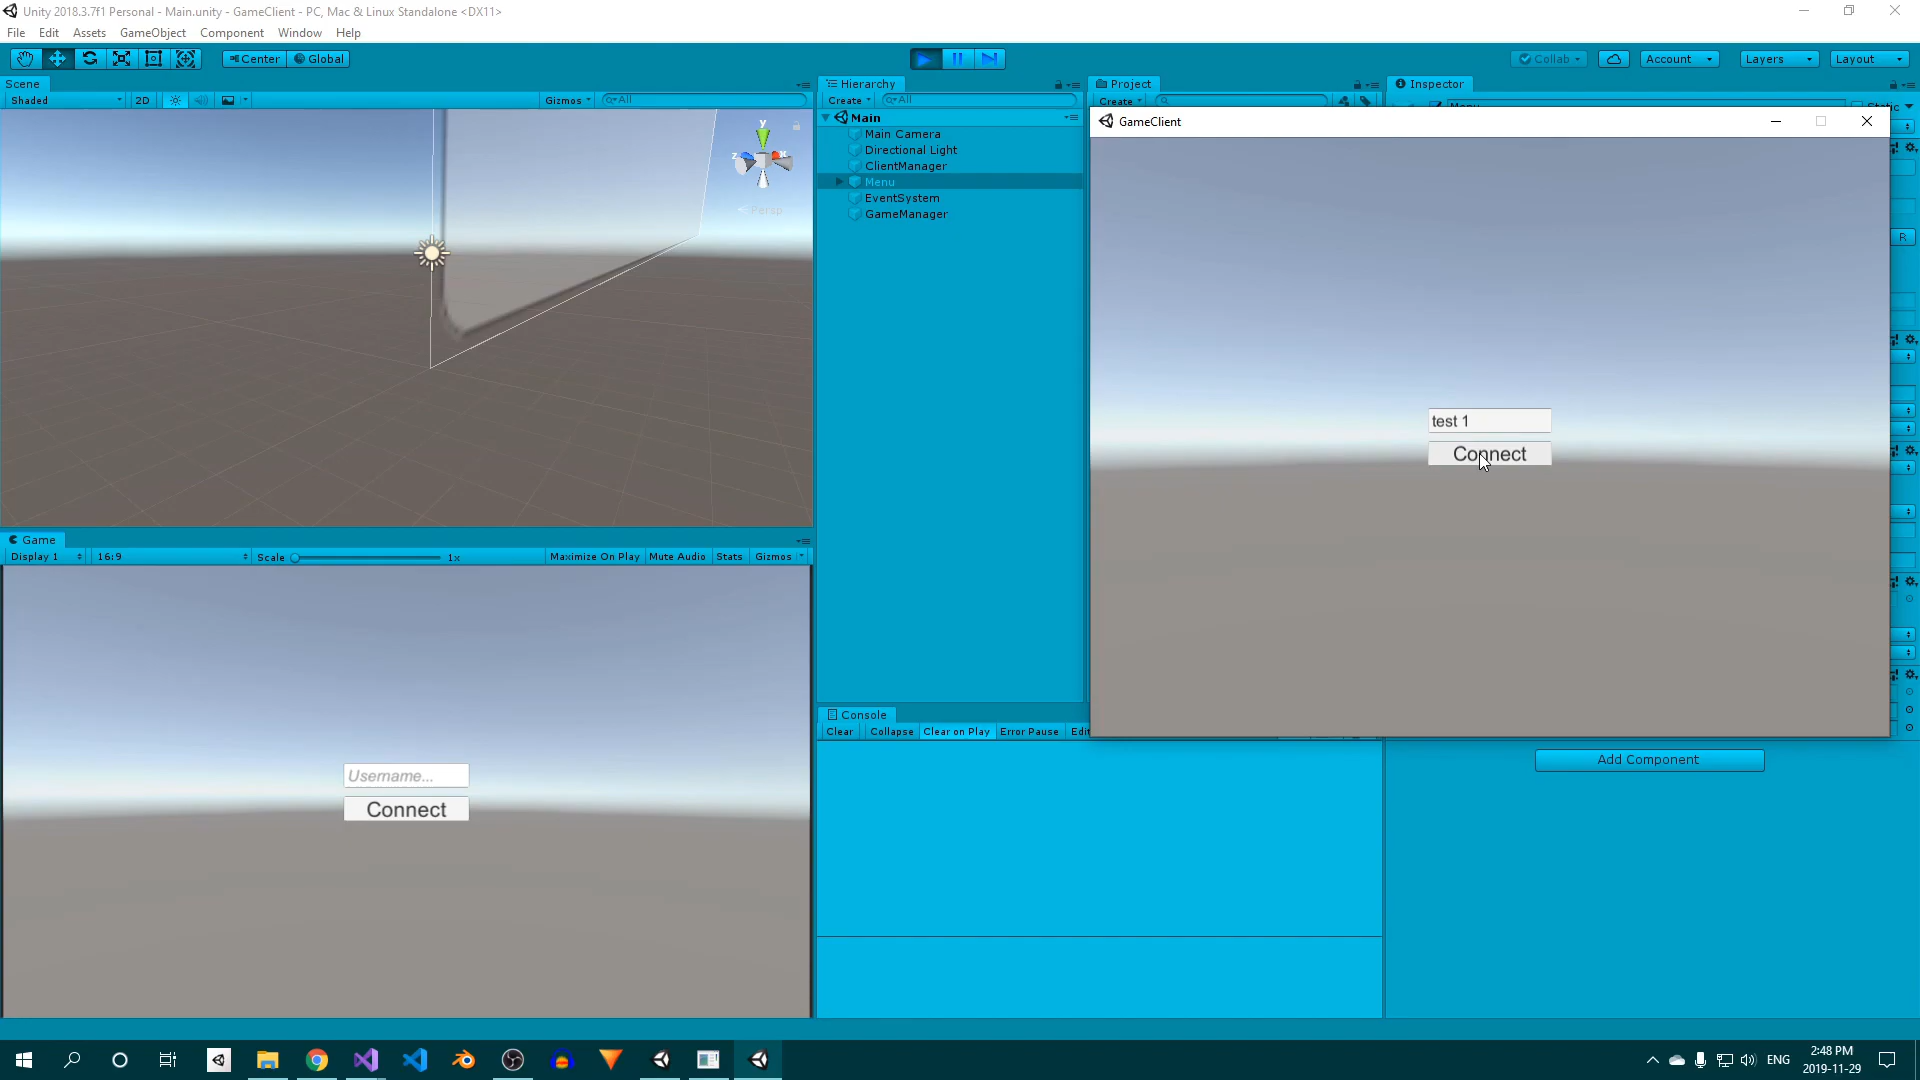 Unity 2018.3.7f1 Personal - Main.unity - GameClient - PC, Mac & Linux Standalone <DX11>
File Edit Assets GameObject Component Window Help
Center Global Collab Account Layers Layout
Scene
Shaded 2D Gizmos All
y
z x
Persp
Hierarchy
Create All
Main
Main Camera
Directional Light
ClientManager
Menu
EventSystem
GameManager
Project
Create
Inspector
Menu Static
GameClient
test 1
Connect
R
Game
Display 1 16:9 Scale 1x Maximize On Play Mute Audio Stats Gizmos
Username...
Connect
Console
Clear Collapse Clear on Play Error Pause
Add Component
ENG
2:48 PM
2019-11-29